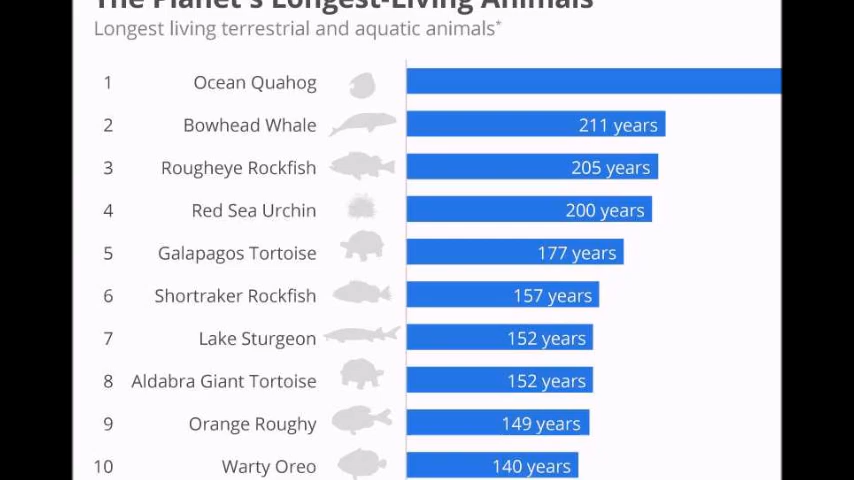 The Planet's Longest-Living Animals
Longest living terrestrial and aquatic animals*
1 Ocean Quahog
2 Bowhead Whale 211 years
3 Rougheye Rockfish 205 years
4 Red Sea Urchin 200 years
5 Galapagos Tortoise 177 years
6 Shortraker Rockfish 157 years
7 Lake Sturgeon 152 years
8 Aldabra Giant Tortoise 152 years
9 Orange Roughy 149 years
10 Warty Oreo 140 years